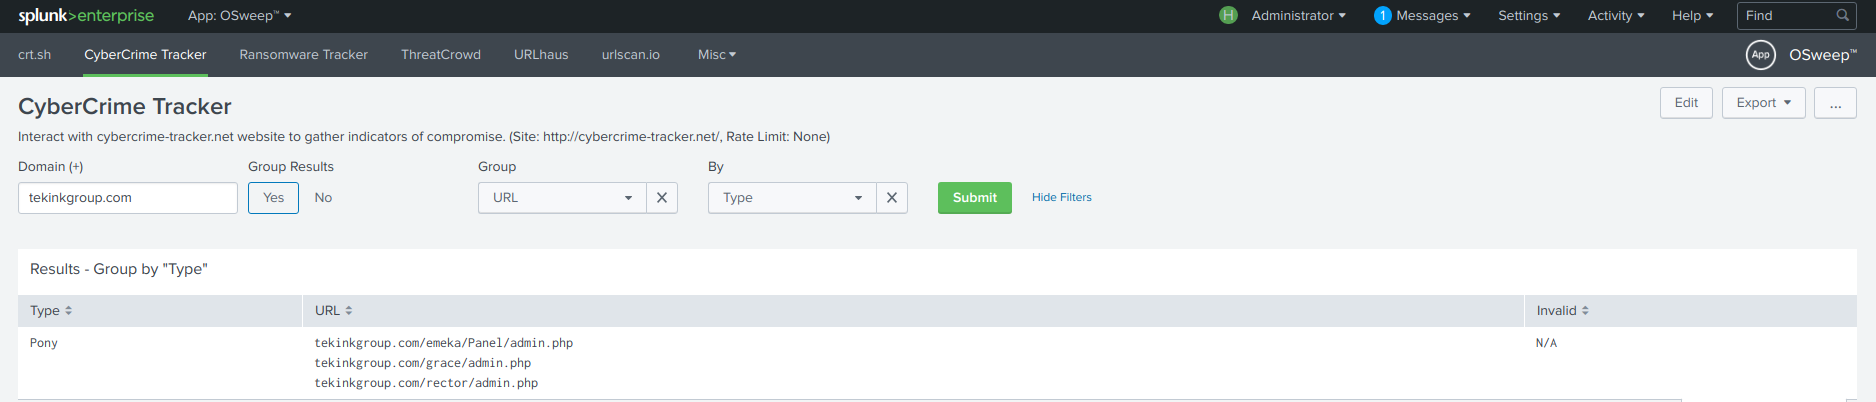 splunk>enterprise App: OSweep™ H Administrator 1 Messages Settings Activity Help Find
crt.sh CyberCrime Tracker Ransomware Tracker ThreatCrowd URLhaus urlscan.io Misc App OSweep™
CyberCrime Tracker Edit Export ...
Interact with cybercrime-tracker.net website to gather indicators of compromise. (Site: http://cybercrime-tracker.net/, Rate Limit: None)
Domain (+) Group Results Group By
tekinkgroup.com Yes No URL Type Submit Hide Filters
Results - Group by "Type"
Type URL Invalid
Pony tekinkgroup.com/emeka/Panel/admin.php N/A
tekinkgroup.com/grace/admin.php
tekinkgroup.com/rector/admin.php